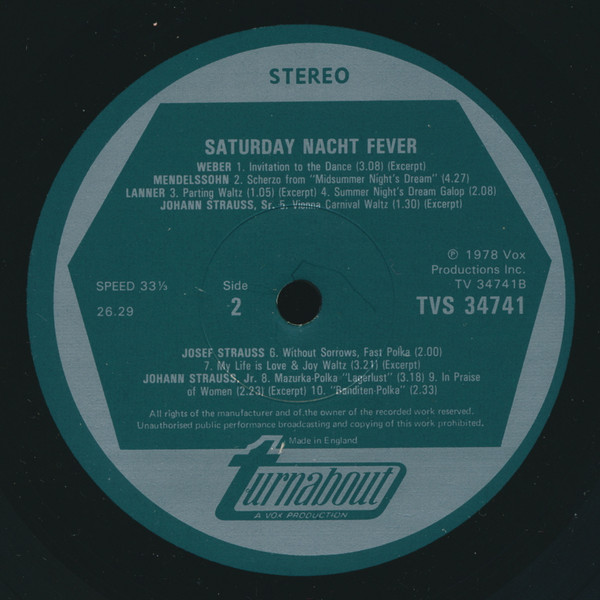 STEREO
SATURDAY NACHT FEVER
WEBER 1. Invitation to the Dance (3.08) (Excerpt)
MENDELSSOHN 2. Scherzo from "Midsummer Night's Dream" (4.27)
LANNER 3. Parting Waltz (1.05) (Excerpt) 4. Summer Night's Dream Galop (2.08)
JOHANN STRAUSS, Sr. 5. Vienna Carnival Waltz (1.30) (Excerpt)
℗ 1978 Vox
Productions Inc.
SPEED 33⅓
Side
TV 34741B
26.29
2
TVS 34741
JOSEF STRAUSS 6. Without Sorrows, Fast Polka (2.00)
7. My Life is Love & Joy Waltz (3.21) (Excerpt)
JOHANN STRAUSS, Jr. 8. Mazurka-Polka "Lagerlust" (3.18) 9. In Praise
of Women (2.23) (Excerpt) 10. "Banditen-Polka" (2.33)
All rights of the manufacturer and of the owner of the recorded work reserved.
Unauthorised public performance broadcasting and copying of this work prohibited.
Made in England
turnabout
A VOX PRODUCTION